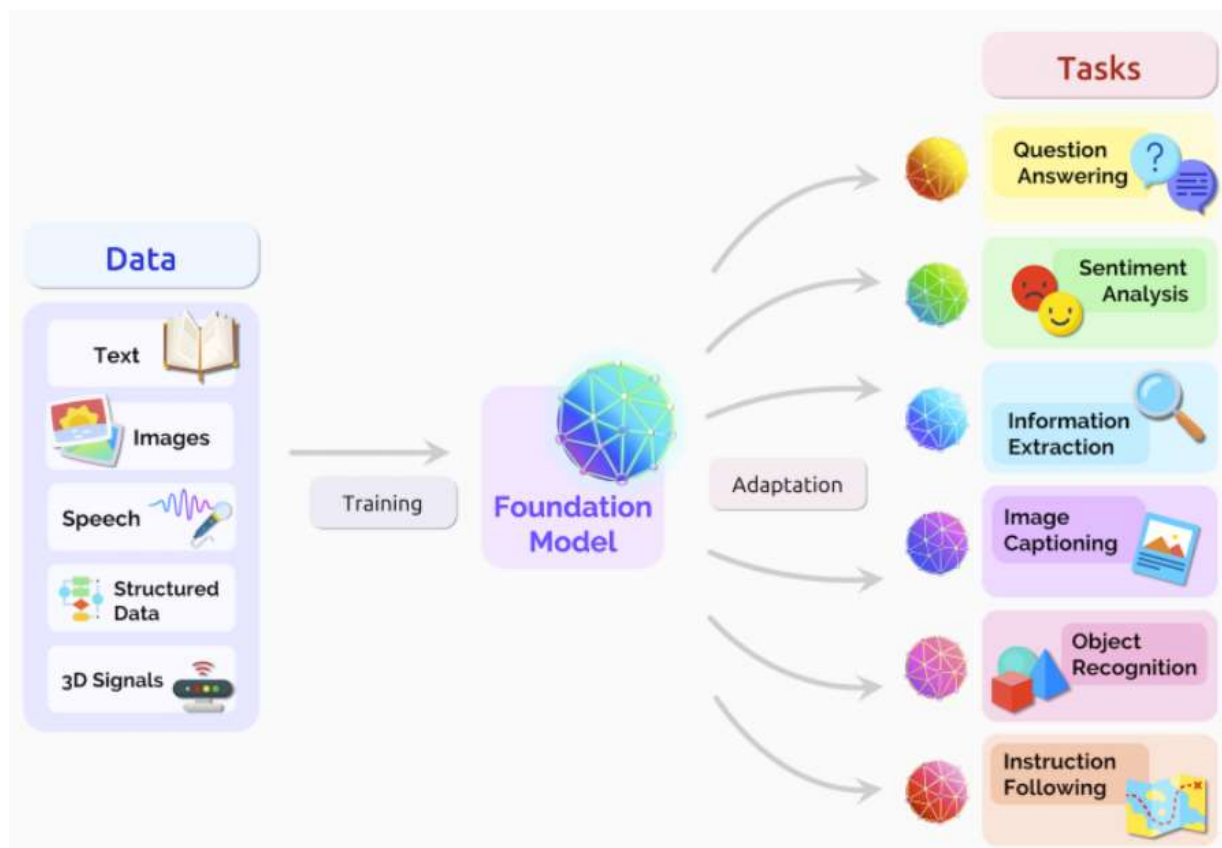 Data
Text
Images
Speech
Structured
Data
3D Signals
Training
Foundation
Model
Adaptation
Tasks
Question
Answering
?
Sentiment
Analysis
Information
Extraction
Image
Captioning
Object
Recognition
Instruction
Following